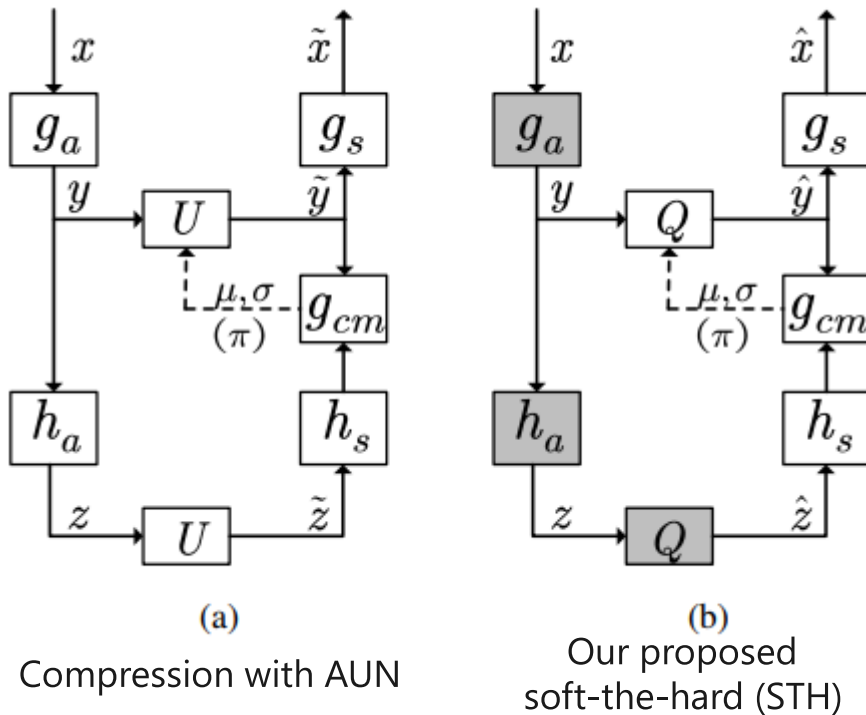 x x̃ x x̂
g_a g_s g_a g_s
y U ỹ y Q ŷ
μ, σ μ, σ
(π) g_cm (π) g_cm
h_a h_s h_a h_s
z U z̃ z Q ẑ
(a) (b)
Compression with AUN
Our proposed
soft-the-hard (STH)